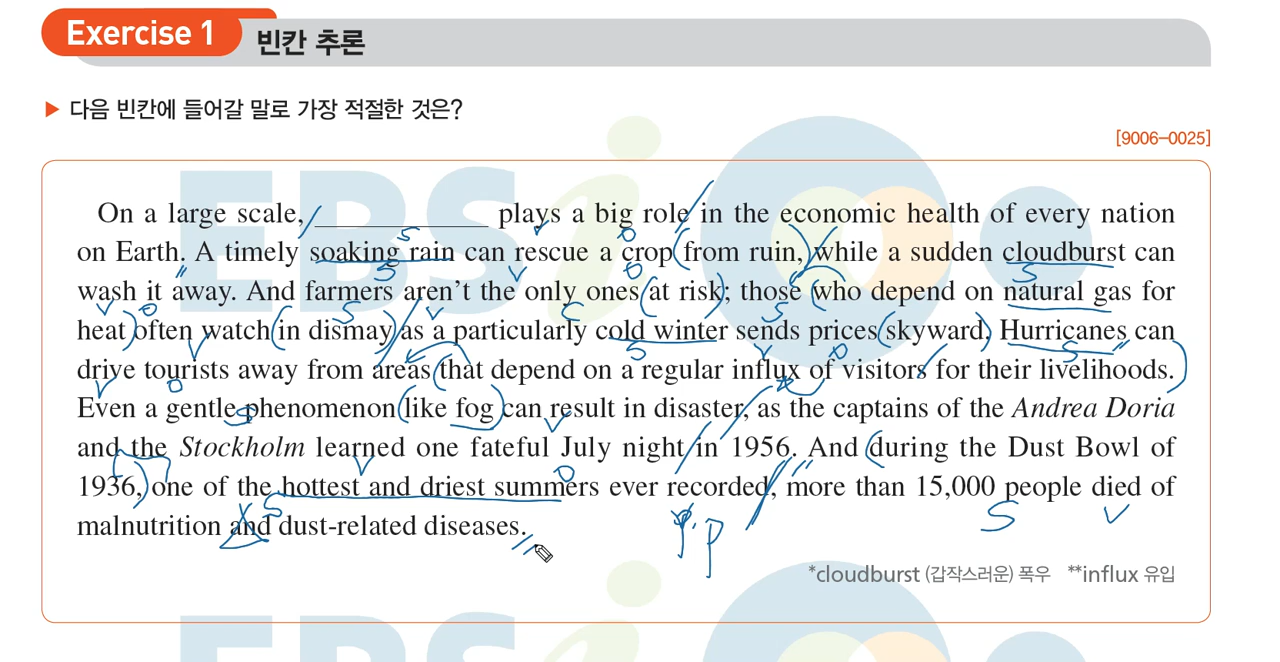 Exercise 1
빈칸 추론
▶ 다음 빈칸에 들어갈 말로 가장 적절한 것은?
[9006-0025]
On a large scale, ______________ plays a big role in the economic health of every nation
on Earth. A timely soaking rain can rescue a crop from ruin, while a sudden cloudburst can
wash it away. And farmers aren't the only ones at risk; those who depend on natural gas for
heat often watch in dismay as a particularly cold winter sends prices skyward. Hurricanes can
drive tourists away from areas that depend on a regular influx of visitors for their livelihoods.
Even a gentle phenomenon like fog can result in disaster, as the captains of the Andrea Doria
and the Stockholm learned one fateful July night in 1956. And during the Dust Bowl of
1936, one of the hottest and driest summers ever recorded, more than 15,000 people died of
malnutrition and dust-related diseases.
p.p
*cloudburst (갑작스러운) 폭우 **influx 유입
EBSi
EBSi